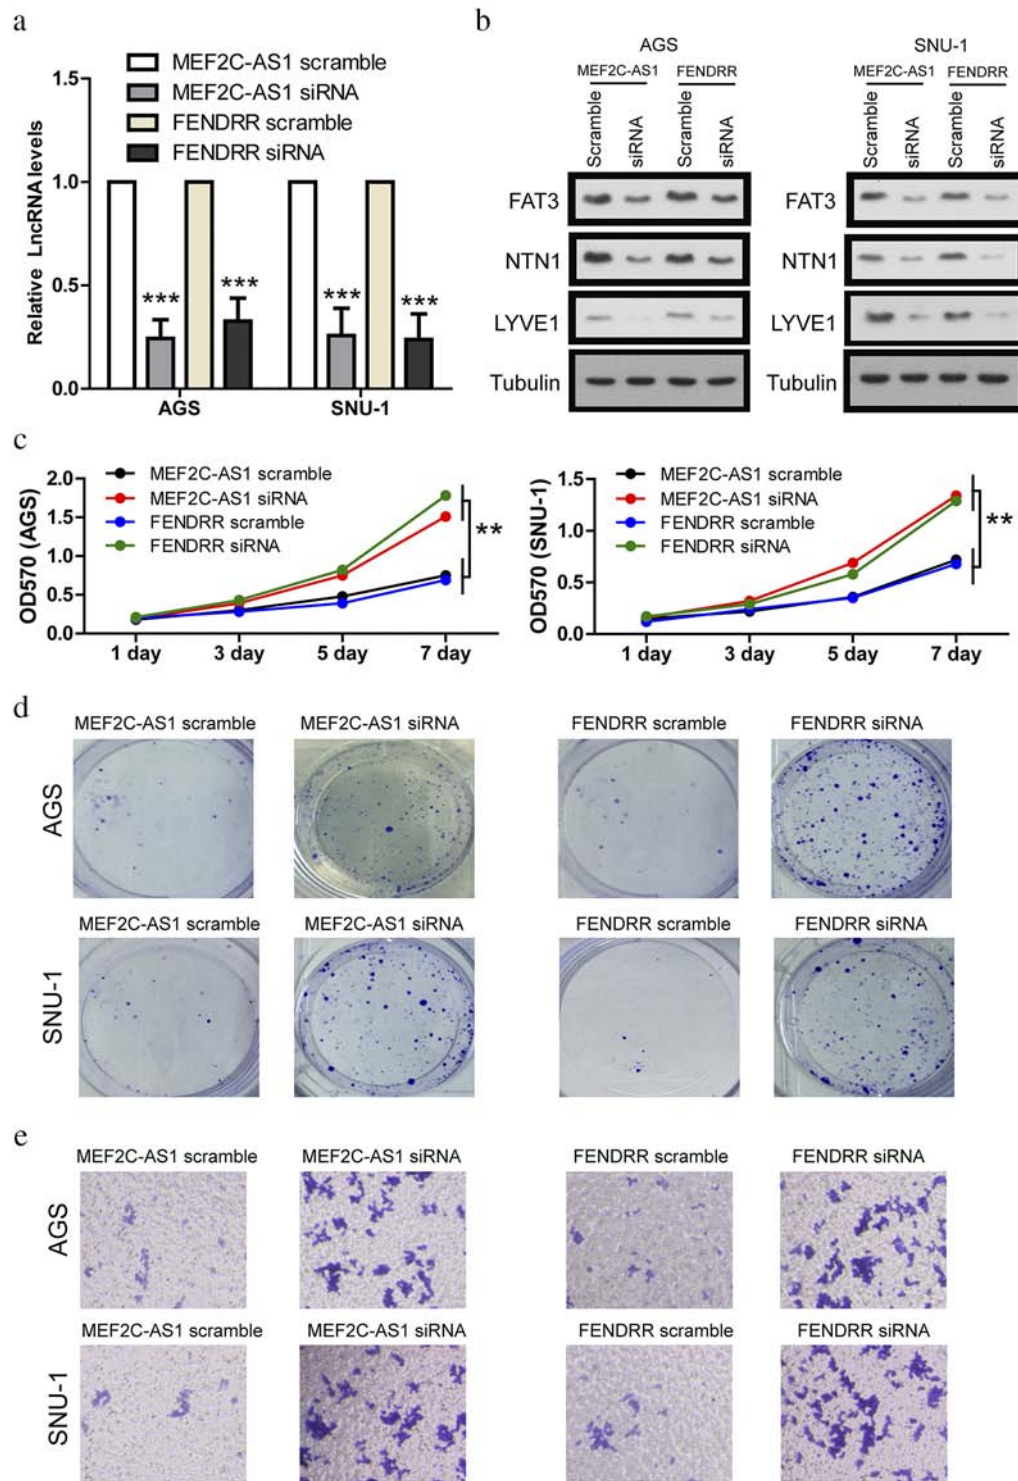 a
MEF2C-AS1 scramble
MEF2C-AS1 siRNA
FENDRR scramble
FENDRR siRNA
Relative LncRNA levels
1.5
1.0
0.5
0.0
***
***
***
***
AGS
SNU-1
b
AGS
SNU-1
MEF2C-AS1
FENDRR
MEF2C-AS1
FENDRR
Scramble
siRNA
Scramble
siRNA
Scramble
siRNA
Scramble
siRNA
FAT3
NTN1
LYVE1
Tubulin
FAT3
NTN1
LYVE1
Tubulin
c
OD570 (AGS)
2.0
1.5
1.0
0.5
0.0
MEF2C-AS1 scramble
MEF2C-AS1 siRNA
FENDRR scramble
FENDRR siRNA
**
1 day
3 day
5 day
7 day
OD570 (SNU-1)
1.5
1.0
0.5
0.0
MEF2C-AS1 scramble
MEF2C-AS1 siRNA
FENDRR scramble
FENDRR siRNA
**
1 day
3 day
5 day
7 day
d
MEF2C-AS1 scramble
MEF2C-AS1 siRNA
FENDRR scramble
FENDRR siRNA
AGS
MEF2C-AS1 scramble
MEF2C-AS1 siRNA
FENDRR scramble
FENDRR siRNA
SNU-1
e
MEF2C-AS1 scramble
MEF2C-AS1 siRNA
FENDRR scramble
FENDRR siRNA
AGS
MEF2C-AS1 scramble
MEF2C-AS1 siRNA
FENDRR scramble
FENDRR siRNA
SNU-1